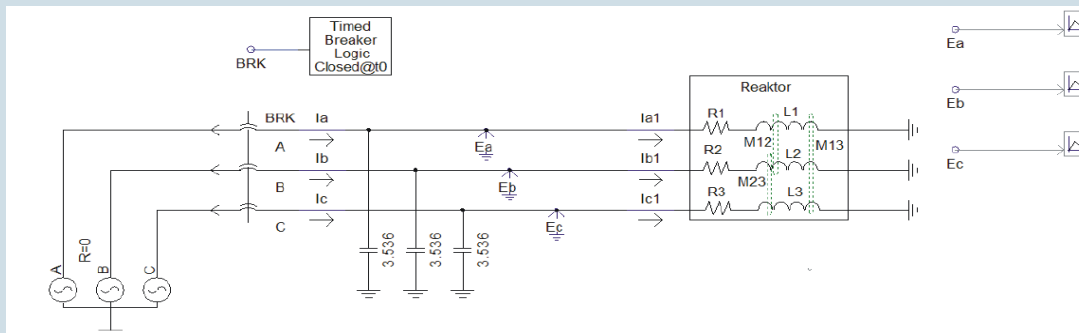 Timed
Breaker
Logic
Closed@t0
BRK
Ea
Eb
Ec
Reaktor
BRK
Ia
Ia1
R1
L1
A
Ea
M12
M13
Ib
Ib1
R2
L2
B
Eb
M23
Ic
Ic1
R3
L3
C
Ec
3.536
3.536
3.536
R=0
A
B
C